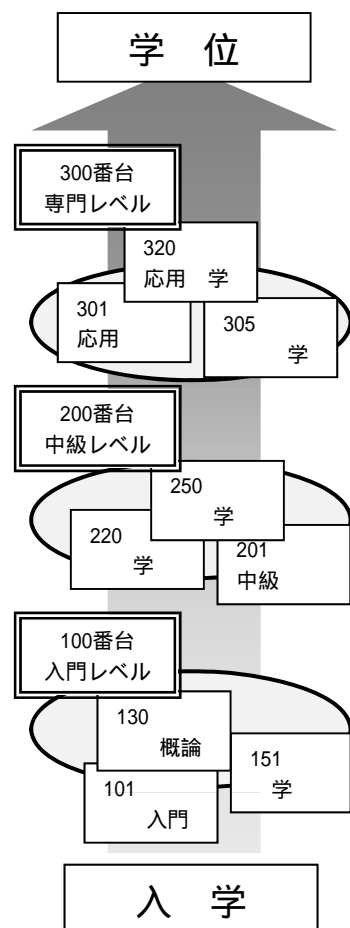 学 位
300番台
専門レベル
320
応用 学
301
応用
305
学
200番台
中級レベル
250
学
220
学
201
中級
100番台
入門レベル
130
概論
151
学
101
入門
入 学